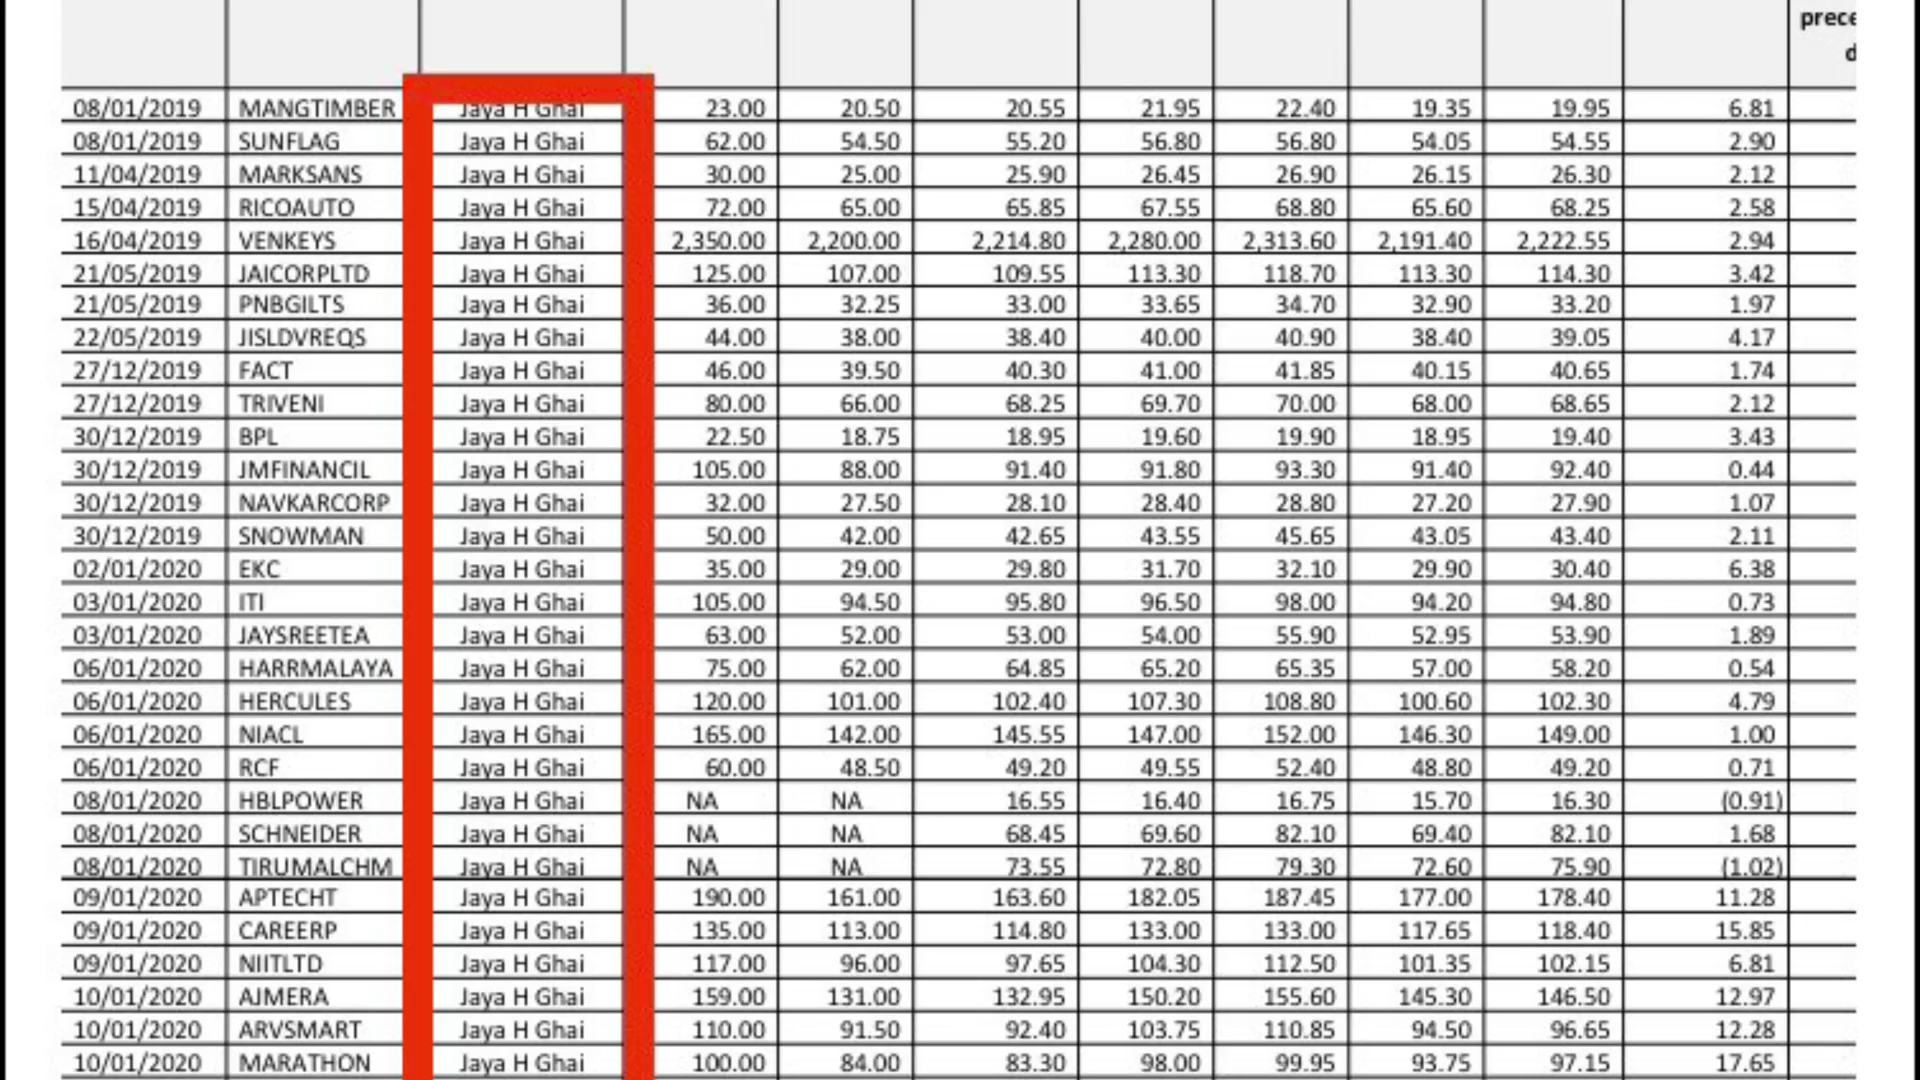 prece
d
08/01/2019 MANGTIMBER Jaya H Ghai 23.00 20.50 20.55 21.95 22.40 19.35 19.95 6.81
08/01/2019 SUNFLAG Jaya H Ghai 62.00 54.50 55.20 56.80 56.80 54.05 54.55 2.90
11/04/2019 MARKSANS Jaya H Ghai 30.00 25.00 25.90 26.45 26.90 26.15 26.30 2.12
15/04/2019 RICOAUTO Jaya H Ghai 72.00 65.00 65.85 67.55 68.80 65.60 68.25 2.58
16/04/2019 VENKEYS Jaya H Ghai 2,350.00 2,200.00 2,214.80 2,280.00 2,313.60 2,191.40 2,222.55 2.94
21/05/2019 JAICORPLTD Jaya H Ghai 125.00 107.00 109.55 113.30 118.70 113.30 114.30 3.42
21/05/2019 PNBGILTS Jaya H Ghai 36.00 32.25 33.00 33.65 34.70 32.90 33.20 1.97
22/05/2019 JISLDVREQS Jaya H Ghai 44.00 38.00 38.40 40.00 40.90 38.40 39.05 4.17
27/12/2019 FACT Jaya H Ghai 46.00 39.50 40.30 41.00 41.85 40.15 40.65 1.74
27/12/2019 TRIVENI Jaya H Ghai 80.00 66.00 68.25 69.70 70.00 68.00 68.65 2.12
30/12/2019 BPL Jaya H Ghai 22.50 18.75 18.95 19.60 19.90 18.95 19.40 3.43
30/12/2019 JMFINANCIL Jaya H Ghai 105.00 88.00 91.40 91.80 93.30 91.40 92.40 0.44
30/12/2019 NAVKARCORP Jaya H Ghai 32.00 27.50 28.10 28.40 28.80 27.20 27.90 1.07
30/12/2019 SNOWMAN Jaya H Ghai 50.00 42.00 42.65 43.55 45.65 43.05 43.40 2.11
02/01/2020 EKC Jaya H Ghai 35.00 29.00 29.80 31.70 32.10 29.90 30.40 6.38
03/01/2020 ITI Jaya H Ghai 105.00 94.50 95.80 96.50 98.00 94.20 94.80 0.73
03/01/2020 JAYSREETEA Jaya H Ghai 63.00 52.00 53.00 54.00 55.90 52.95 53.90 1.89
06/01/2020 HARRMALAYA Jaya H Ghai 75.00 62.00 64.85 65.20 65.35 57.00 58.20 0.54
06/01/2020 HERCULES Jaya H Ghai 120.00 101.00 102.40 107.30 108.80 100.60 102.30 4.79
06/01/2020 NIACL Jaya H Ghai 165.00 142.00 145.55 147.00 152.00 146.30 149.00 1.00
06/01/2020 RCF Jaya H Ghai 60.00 48.50 49.20 49.55 52.40 48.80 49.20 0.71
08/01/2020 HBLPOWER Jaya H Ghai NA NA 16.55 16.40 16.75 15.70 16.30 (0.91)
08/01/2020 SCHNEIDER Jaya H Ghai NA NA 68.45 69.60 82.10 69.40 82.10 1.68
08/01/2020 TIRUMALCHM Jaya H Ghai NA NA 73.55 72.80 79.30 72.60 75.90 (1.02)
09/01/2020 APTECHT Jaya H Ghai 190.00 161.00 163.60 182.05 187.45 177.00 178.40 11.28
09/01/2020 CAREERP Jaya H Ghai 135.00 113.00 114.80 133.00 133.00 117.65 118.40 15.85
09/01/2020 NIITLTD Jaya H Ghai 117.00 96.00 97.65 104.30 112.50 101.35 102.15 6.81
10/01/2020 AJMERA Jaya H Ghai 159.00 131.00 132.95 150.20 155.60 145.30 146.50 12.97
10/01/2020 ARVSMART Jaya H Ghai 110.00 91.50 92.40 103.75 110.85 94.50 96.65 12.28
10/01/2020 MARATHON Jaya H Ghai 100.00 84.00 83.30 98.00 99.95 93.75 97.15 17.65